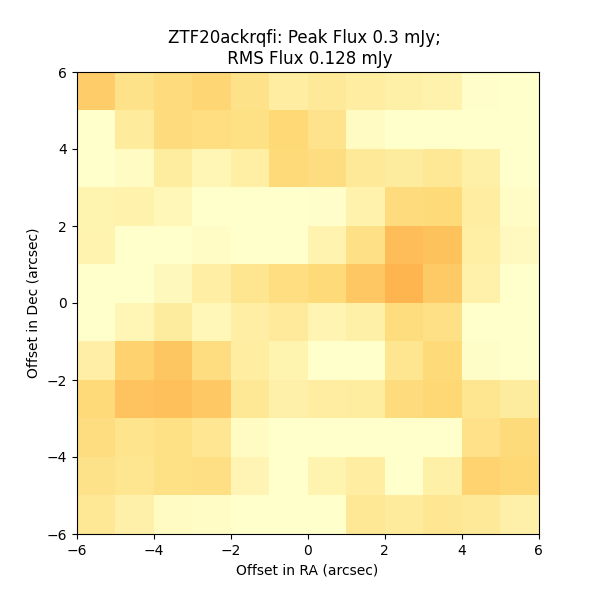 ZTF20ackrqfi: Peak Flux 0.3 mJy;
RMS Flux 0.128 mJy
6
4
2
0
−2
−4
−6
Offset in Dec (arcsec)
−6 −4 −2 0 2 4 6
Offset in RA (arcsec)